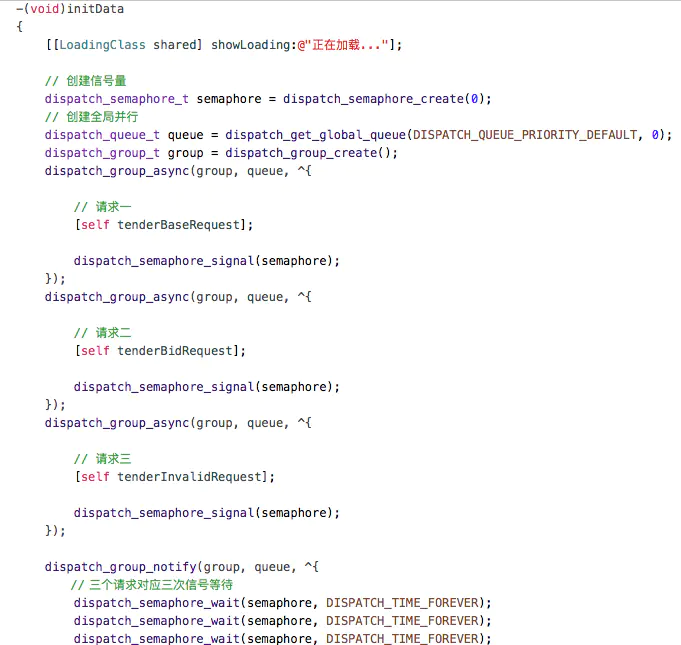 -(void)initData
{
[[LoadingClass shared] showLoading:@"正在加载..."];
// 创建信号量
dispatch_semaphore_t semaphore = dispatch_semaphore_create(0);
// 创建全局并行
dispatch_queue_t queue = dispatch_get_global_queue(DISPATCH_QUEUE_PRIORITY_DEFAULT, 0);
dispatch_group_t group = dispatch_group_create();
dispatch_group_async(group, queue, ^{
// 请求一
[self tenderBaseRequest];
dispatch_semaphore_signal(semaphore);
});
dispatch_group_async(group, queue, ^{
// 请求二
[self tenderBidRequest];
dispatch_semaphore_signal(semaphore);
});
dispatch_group_async(group, queue, ^{
// 请求三
[self tenderInvalidRequest];
dispatch_semaphore_signal(semaphore);
});
dispatch_group_notify(group, queue, ^{
// 三个请求对应三次信号等待
dispatch_semaphore_wait(semaphore, DISPATCH_TIME_FOREVER);
dispatch_semaphore_wait(semaphore, DISPATCH_TIME_FOREVER);
dispatch_semaphore_wait(semaphore, DISPATCH_TIME_FOREVER);